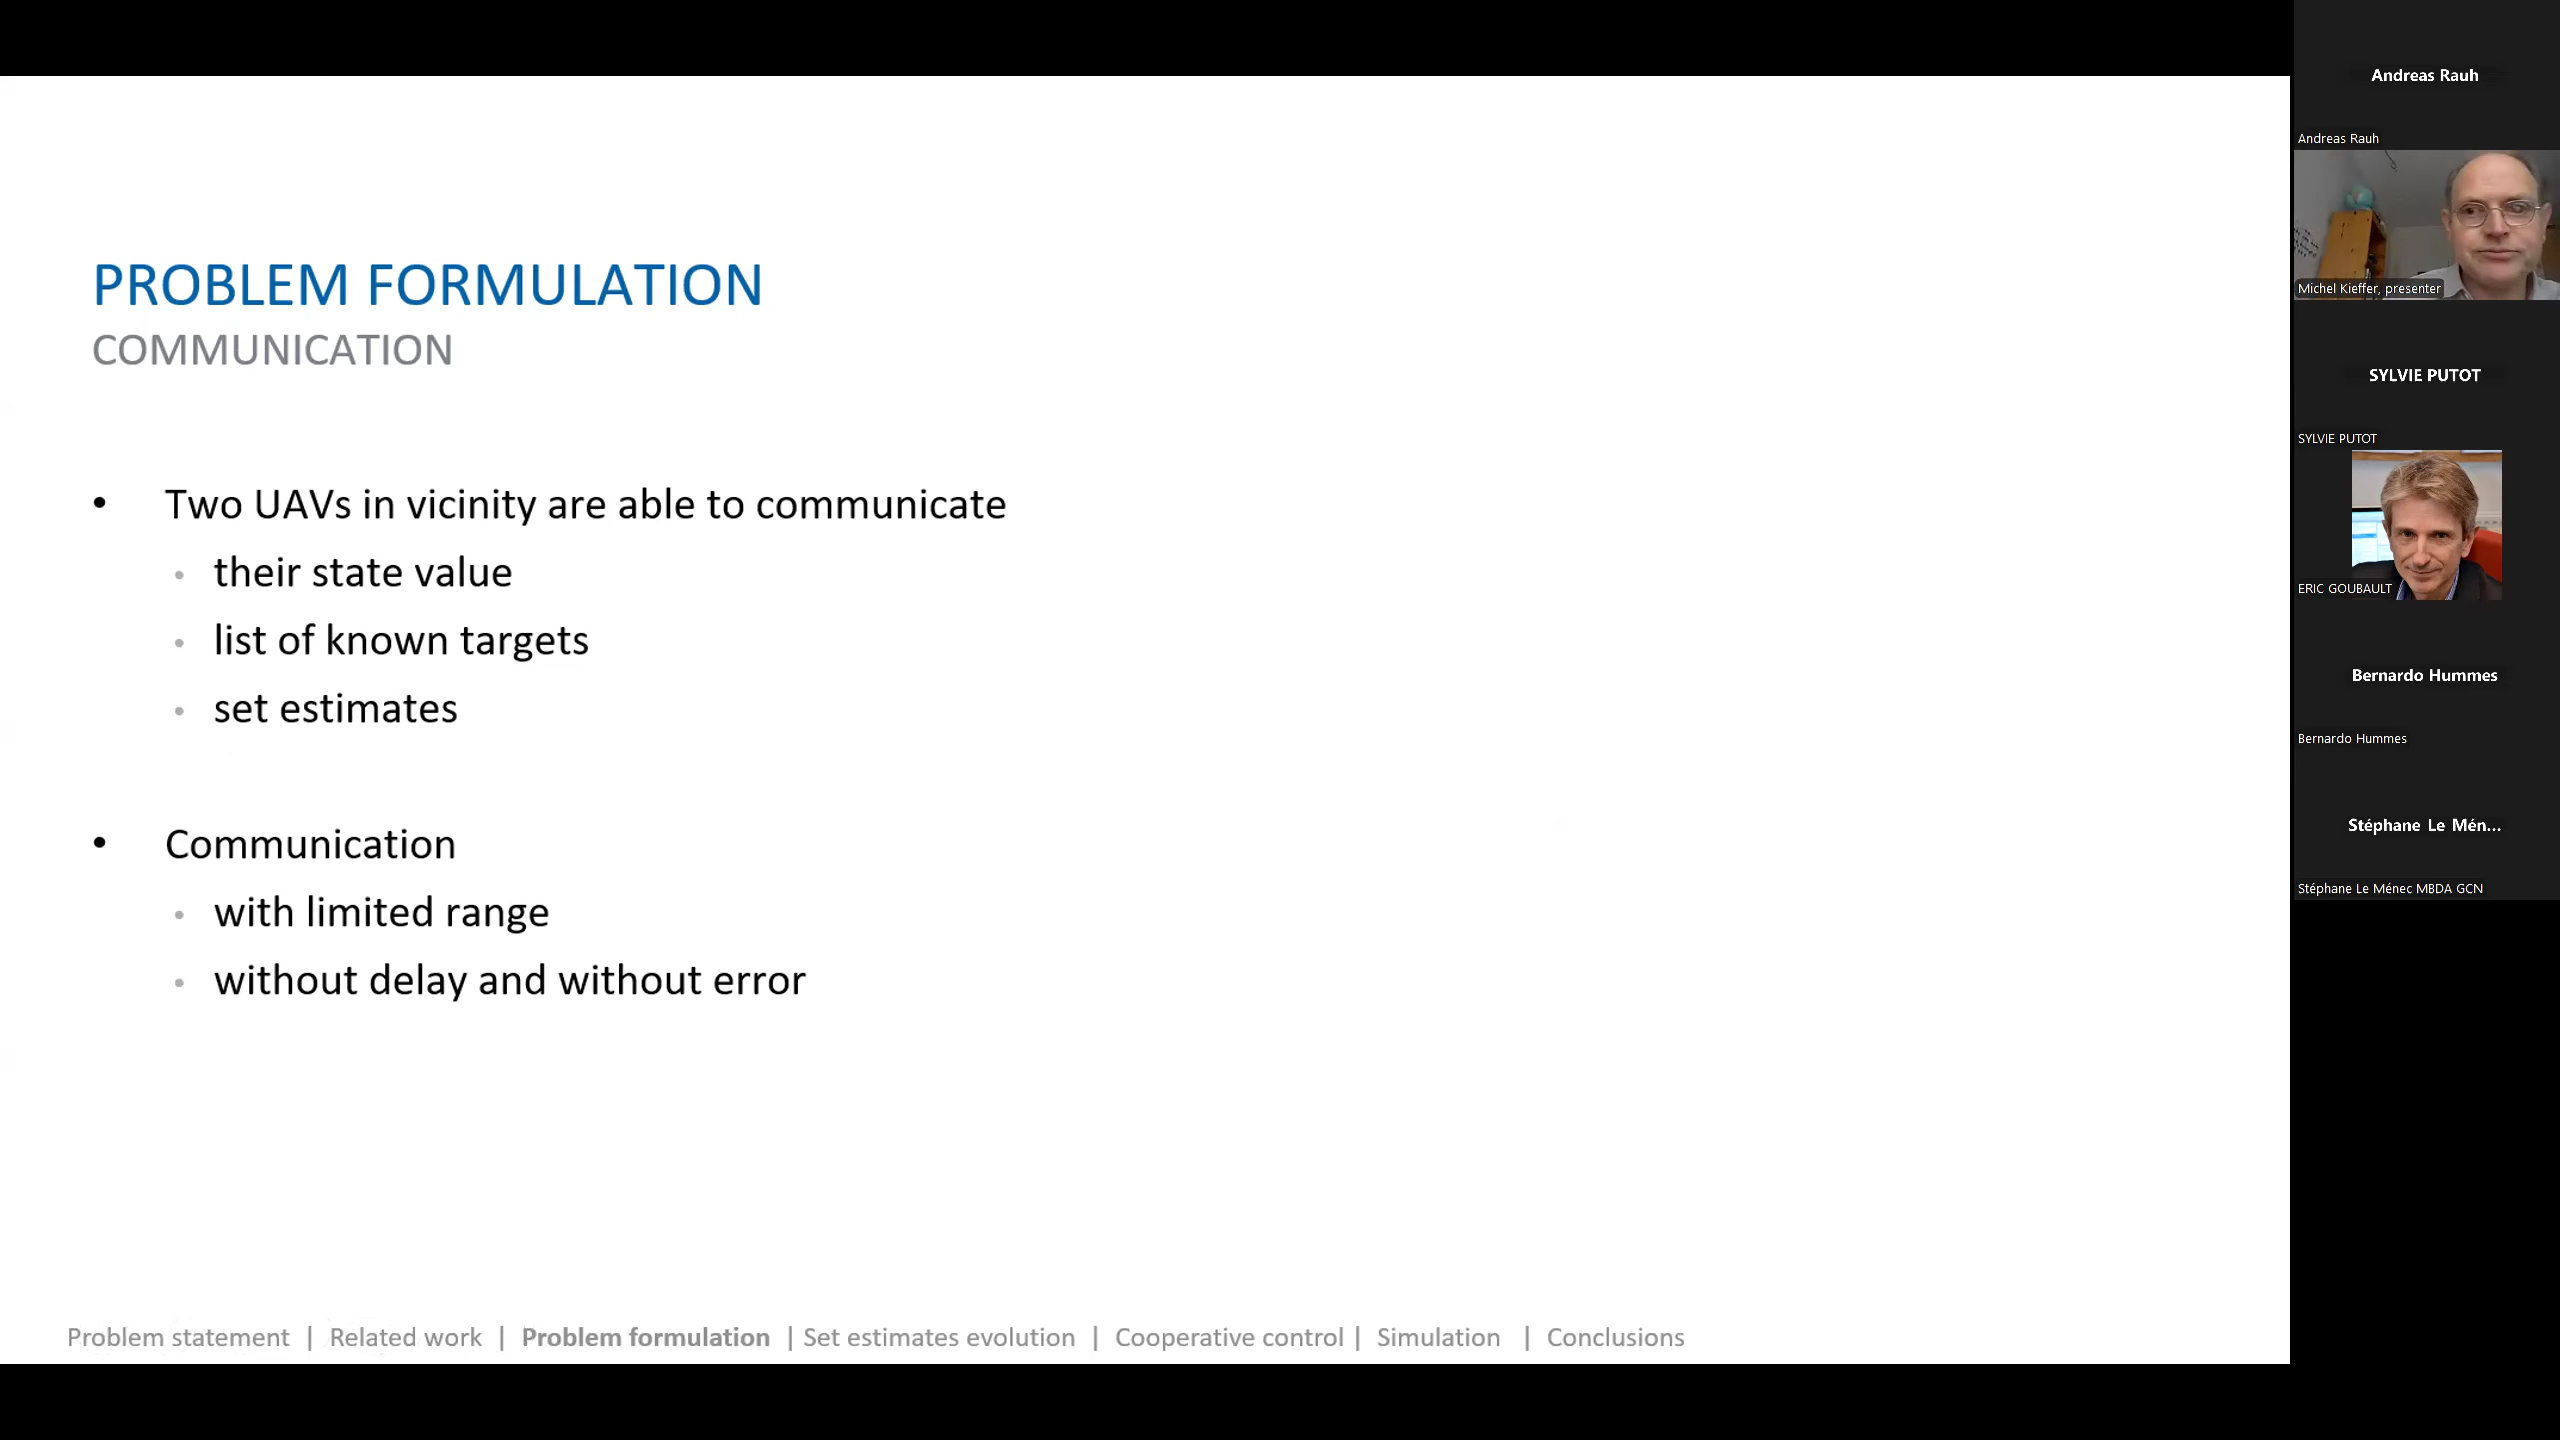 PROBLEM FORMULATION
COMMUNICATION
• Two UAVs in vicinity are able to communicate
• their state value
• list of known targets
• set estimates
• Communication
• with limited range
• without delay and without error
Problem statement | Related work | Problem formulation | Set estimates evolution | Cooperative control | Simulation | Conclusions
Andreas Rauh
Andreas Rauh
Michel Kieffer, presenter
SYLVIE PUTOT
SYLVIE PUTOT
ERIC GOUBAULT
Bernardo Hummes
Bernardo Hummes
Stéphane Le Mén...
Stéphane Le Ménec MBDA GCN